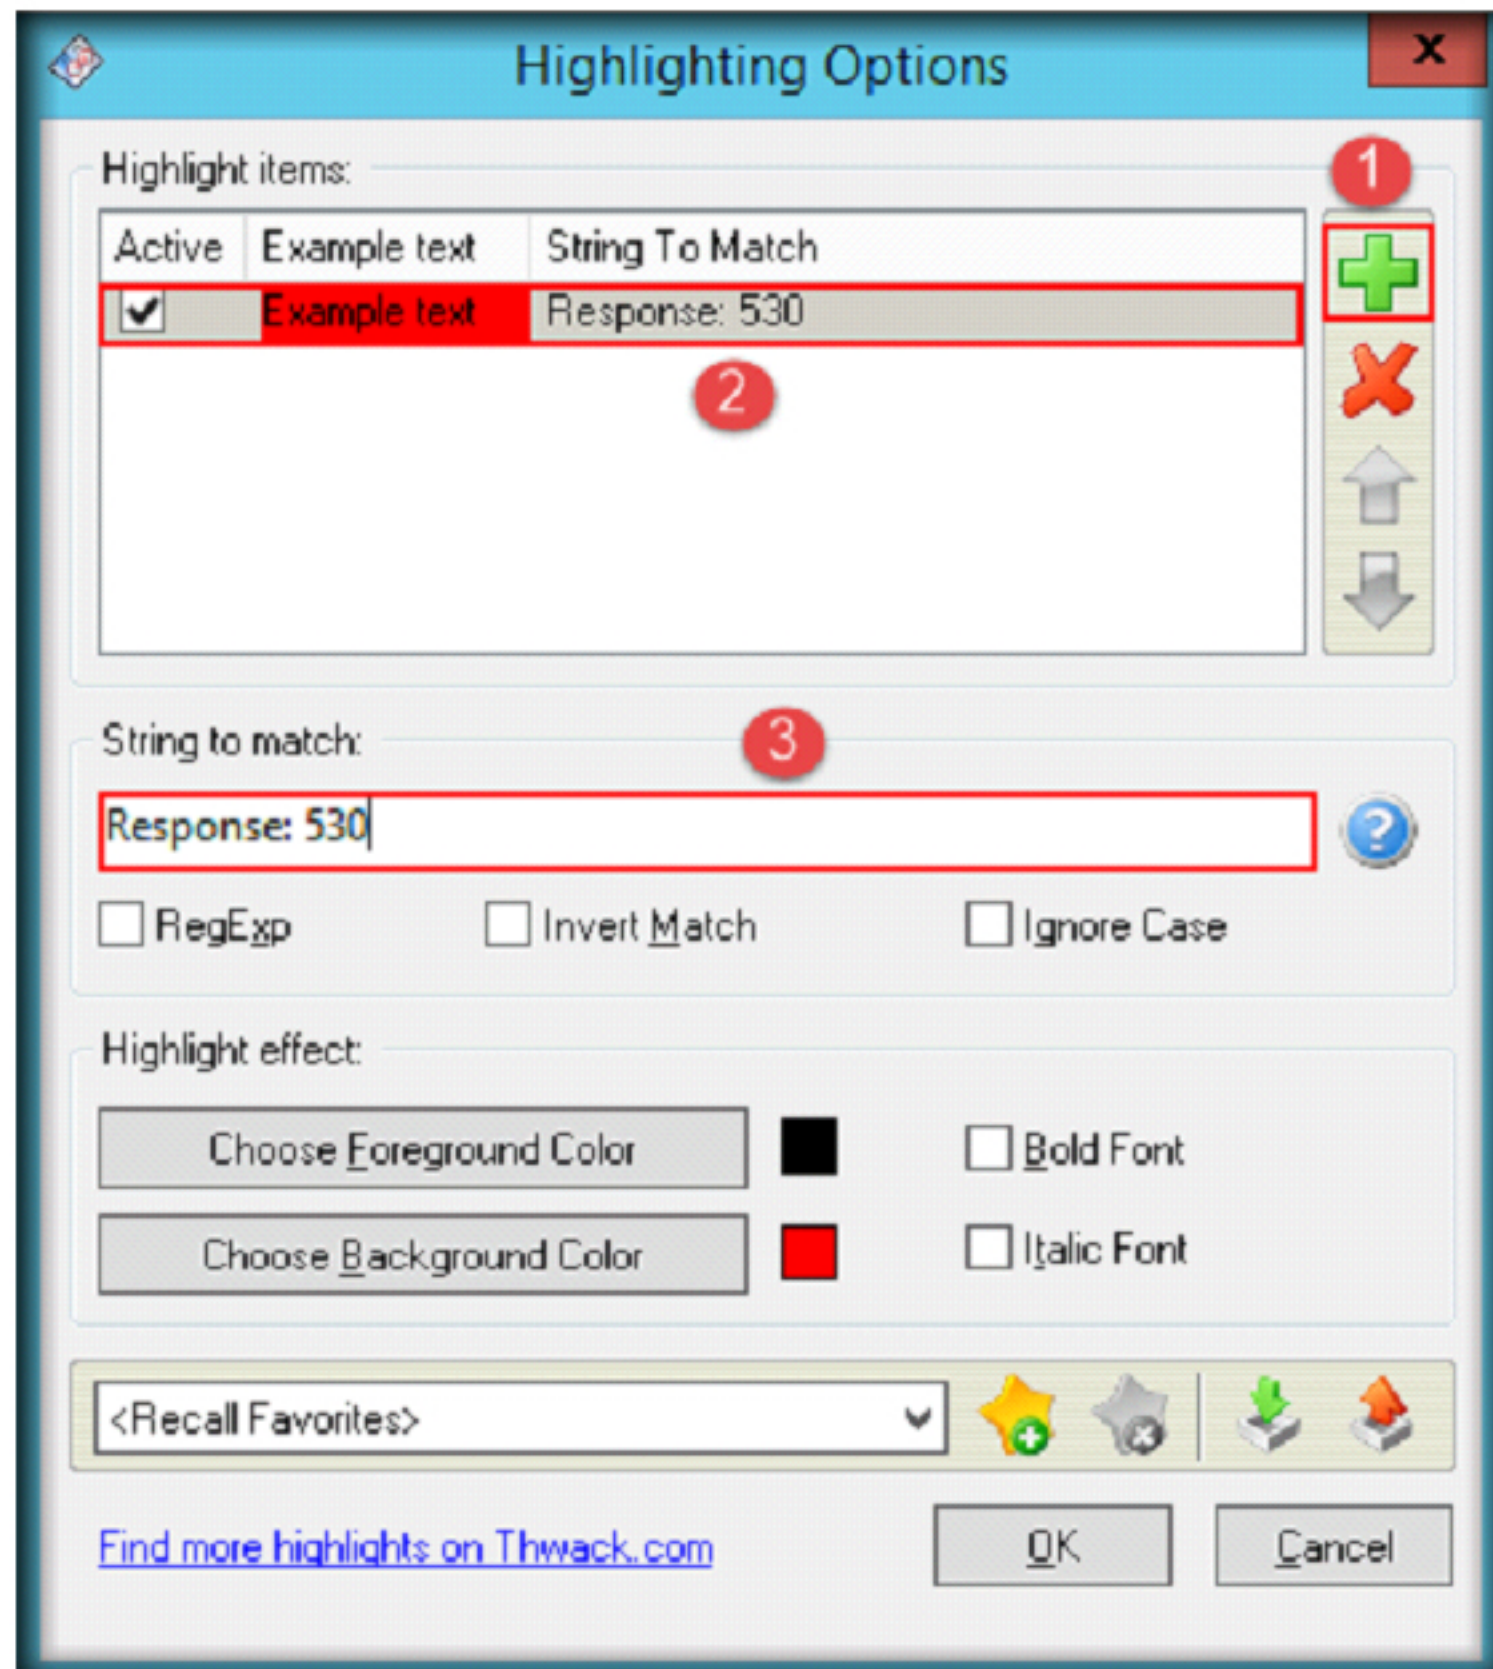 Highlighting Options
x
Highlight items:
1
Active Example text String To Match
Example text Response: 530
2
String to match:
3
Response: 530
?
RegExp Invert Match Ignore Case
Highlight effect:
Choose Foreground Color Bold Font
Choose Background Color Italic Font
<Recall Favorites>
Find more highlights on Thwack.com OK Cancel